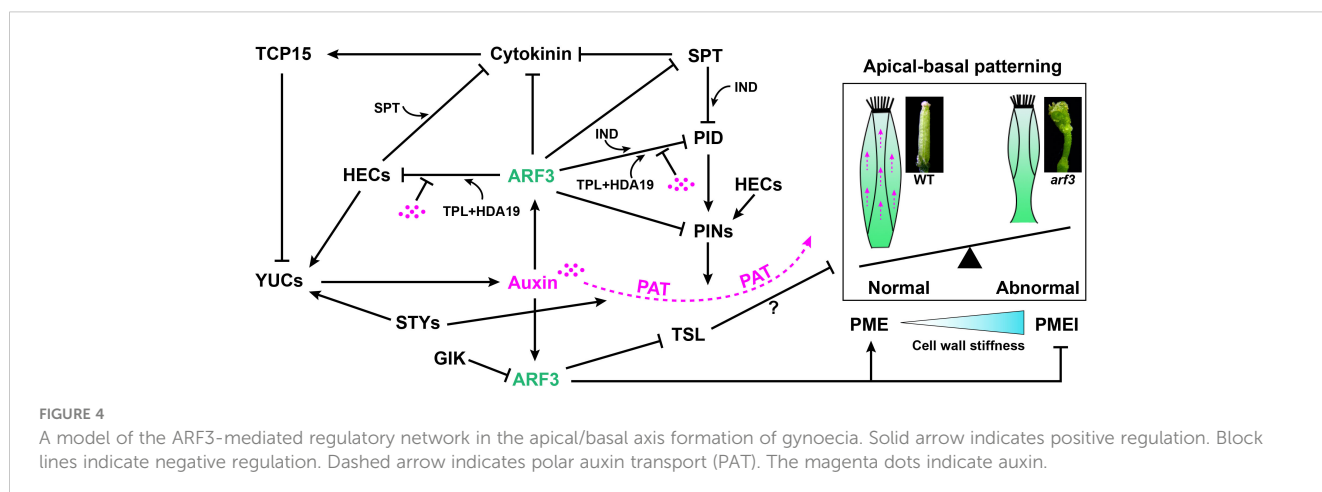 TCP15
Cytokinin
SPT
Apical-basal patterning
SPT
IND
IND
PID
WT
arf3
HECs
ARF3
TPL+HDA19
TPL+HDA19
HECs
PINs
YUCs
Auxin
PAT
PAT
Normal
Abnormal
STYs
?
TSL
PME
PMEI
Cell wall stiffness
GIK
ARF3
FIGURE 4
A model of the ARF3-mediated regulatory network in the apical/basal axis formation of gynoecia. Solid arrow indicates positive regulation. Block
lines indicate negative regulation. Dashed arrow indicates polar auxin transport (PAT). The magenta dots indicate auxin.